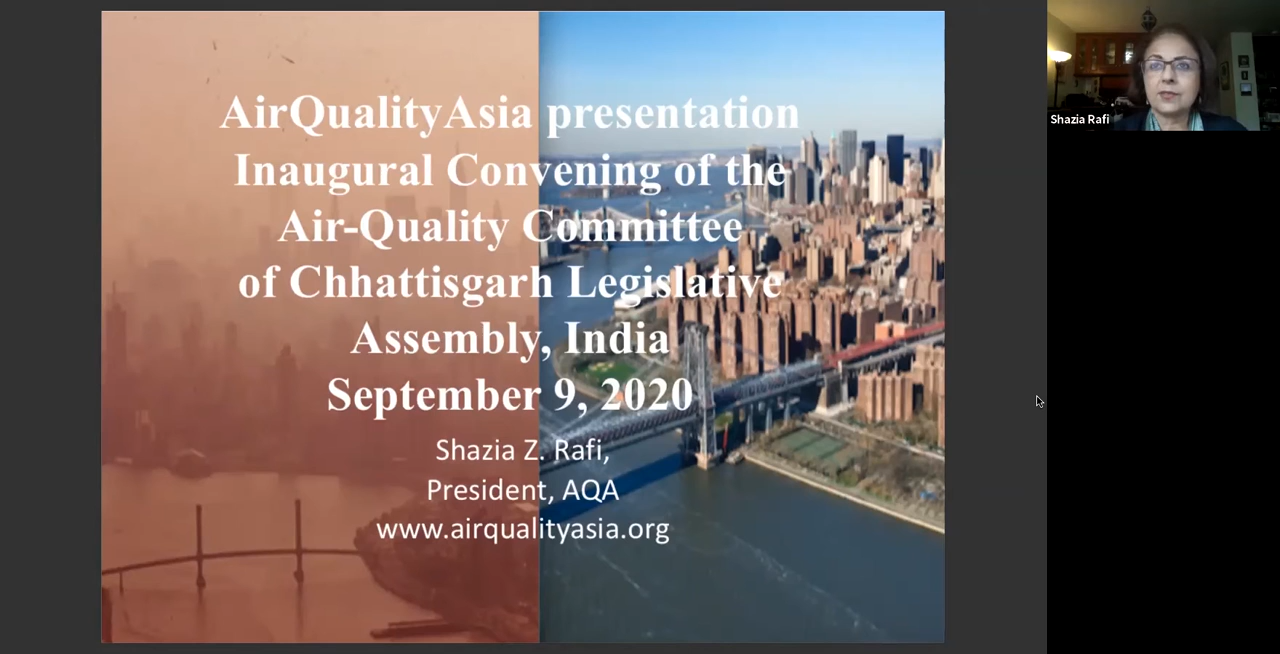 AirQualityAsia presentation
Inaugural Convening of the
Air-Quality Committee
of Chhattisgarh Legislative
Assembly, India
September 9, 2020
Shazia Z. Rafi,
President, AQA
www.airqualityasia.org
Shazia Rafi